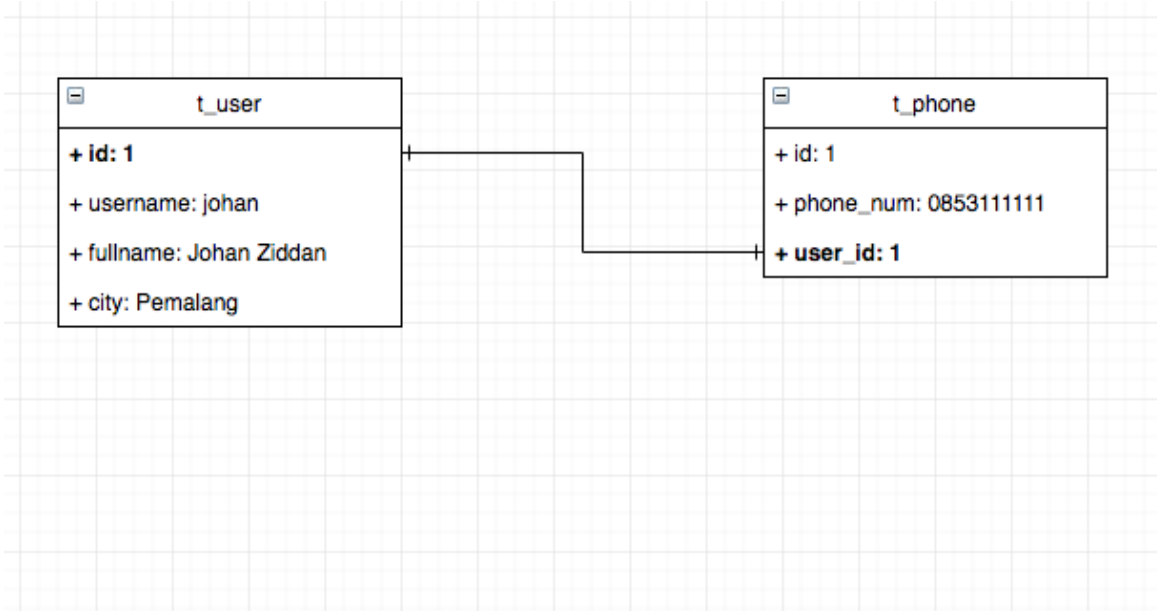 t_user
+ id: 1
+ username: johan
+ fullname: Johan Ziddan
+ city: Pemalang
t_phone
+ id: 1
+ phone_num: 0853111111
+ user_id: 1